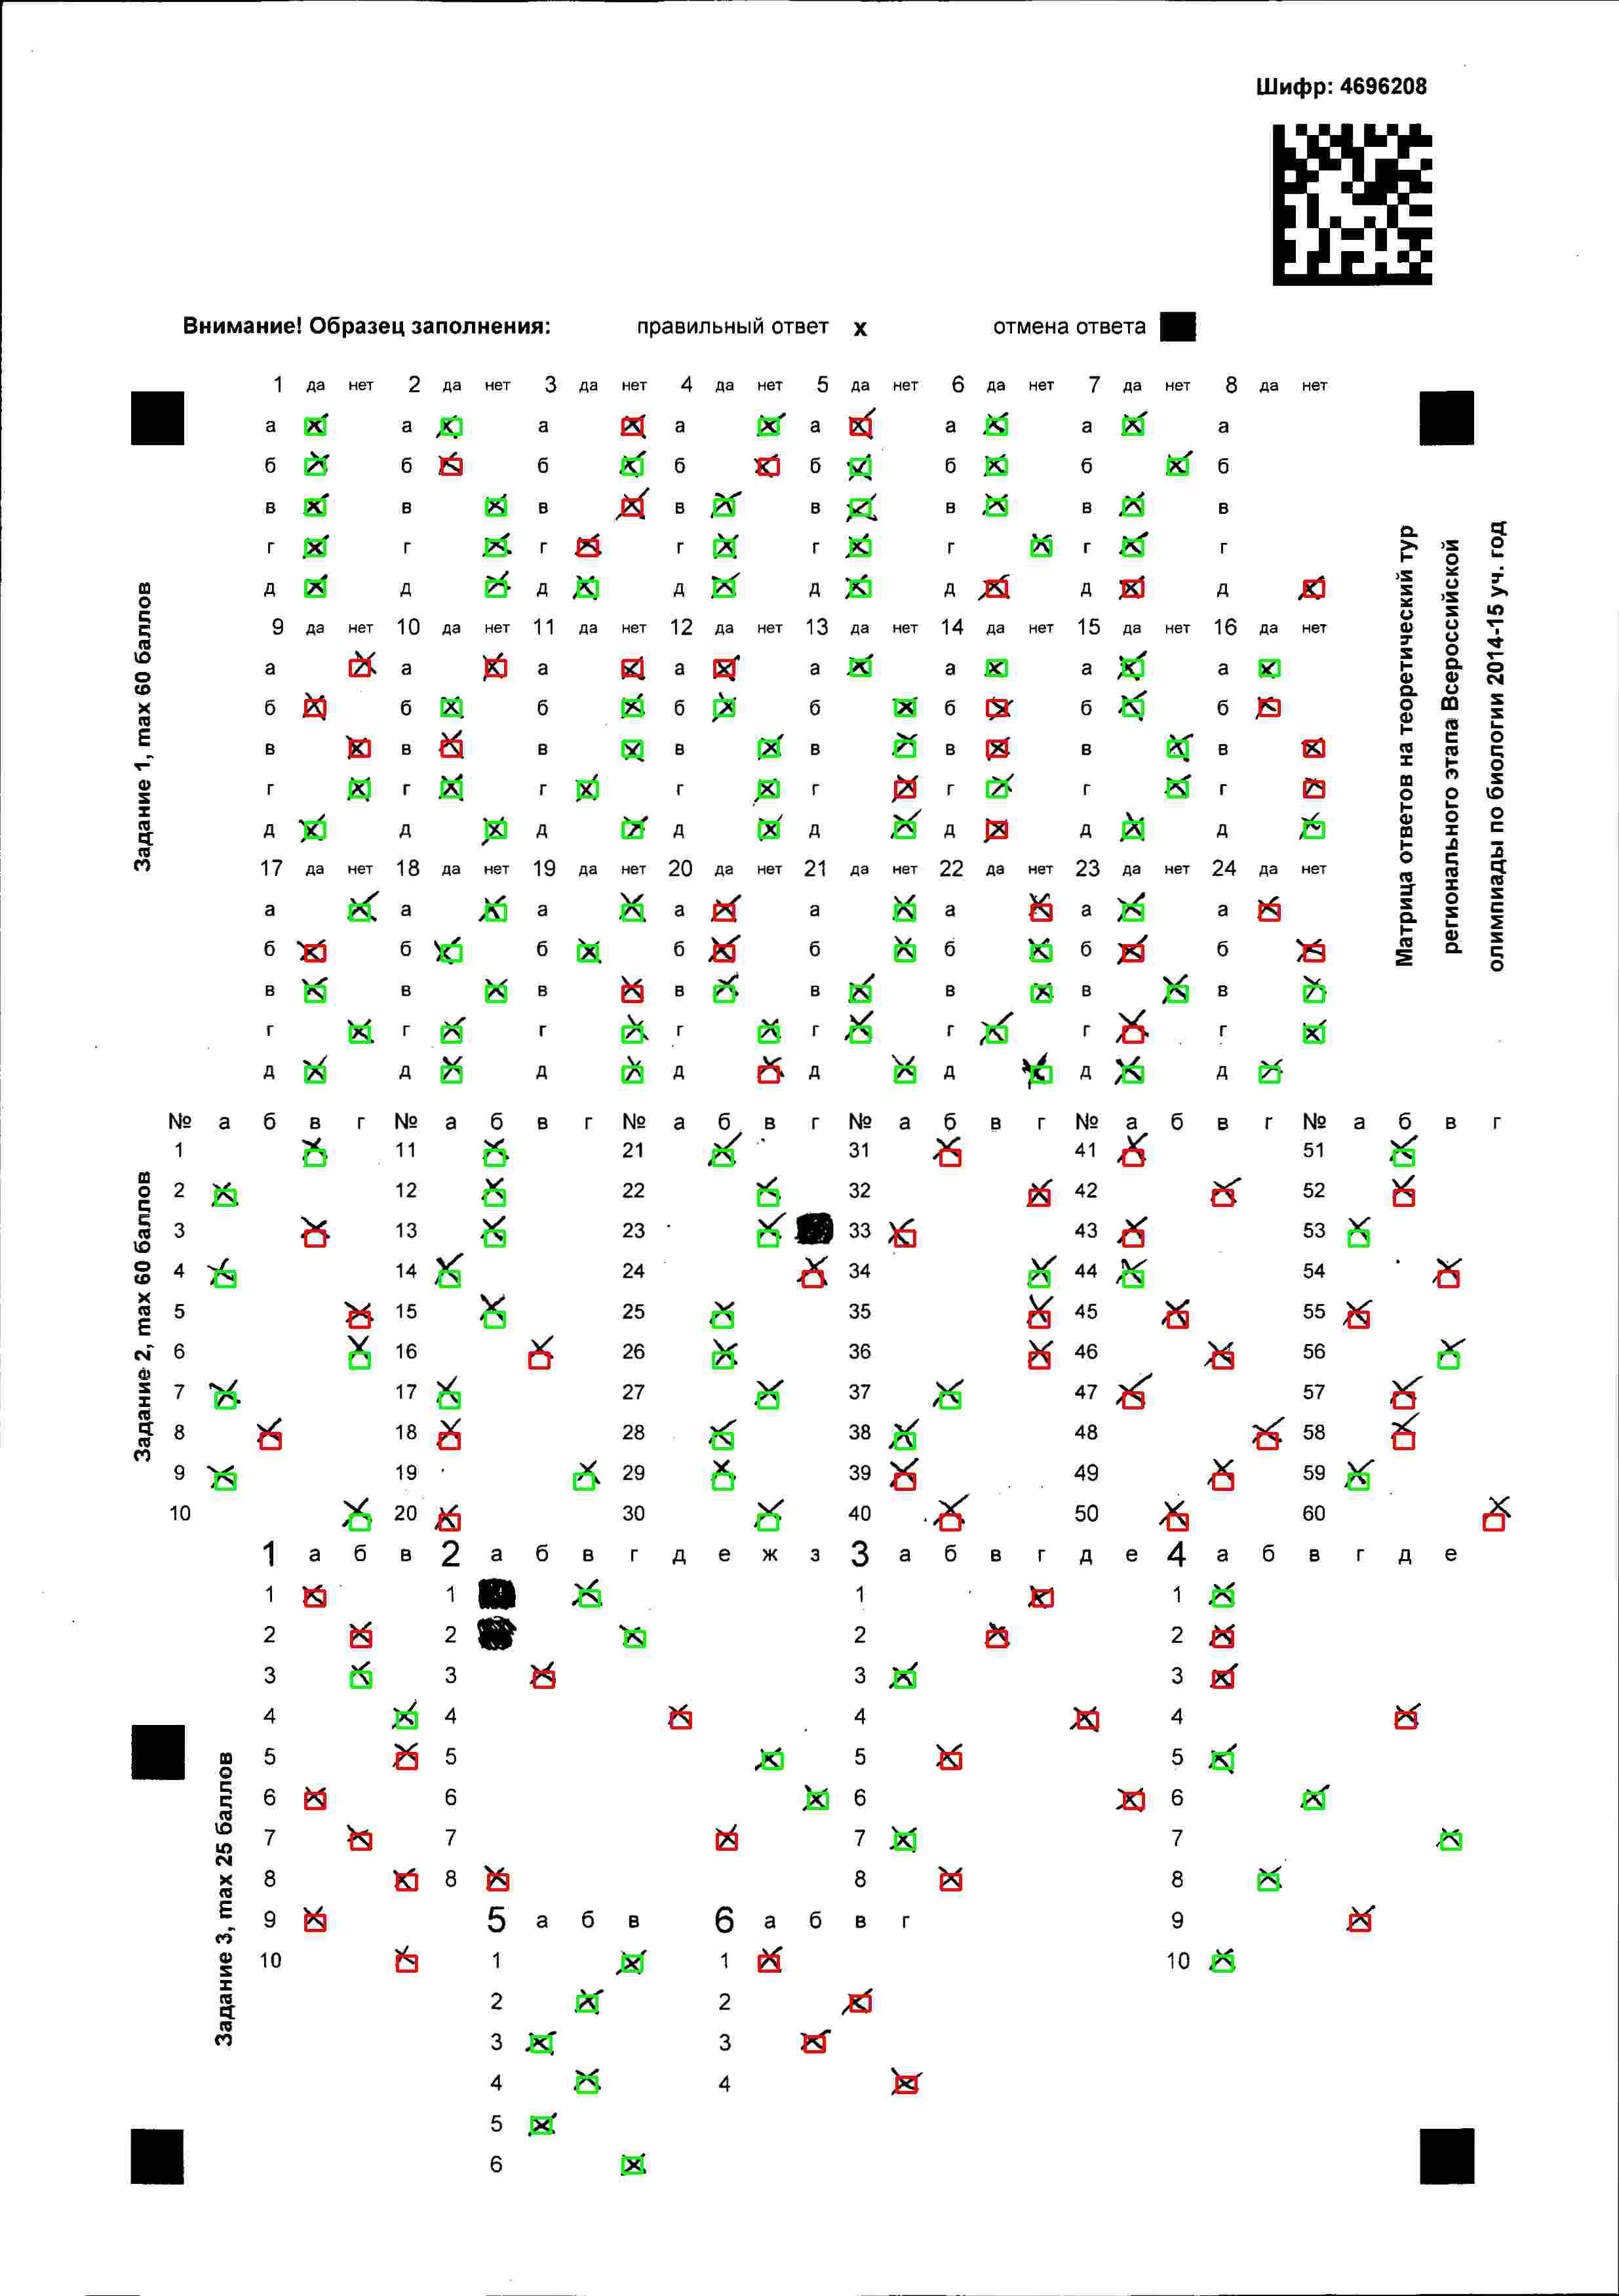 Шифр: 4696208
Внимание! Образец заполнения: правильный ответ x отмена ответа
1 да нет 2 да нет 3 да нет 4 да нет 5 да нет 6 да нет 7 да нет 8 да нет
а а а а а а а а
б б б б б б б б
в в в в в в в в
г г г г г г г г
д д д д д д д д
9 да нет 10 да нет 11 да нет 12 да нет 13 да нет 14 да нет 15 да нет 16 да нет
а а а а а а а а
б б б б б б б б
в в в в в в в в
г г г г г г г г
д д д д д д д д
17 да нет 18 да нет 19 да нет 20 да нет 21 да нет 22 да нет 23 да нет 24 да нет
а а а а а а а а
б б б б б б б б
в в в в в в в в
г г г г г г г г
д д д д д д д д
Задание 1, max 60 баллов
Матрица ответов на теоретический тур
регионального этапа Всероссийской
олимпиады по биологии 2014-15 уч. год
№ а б в г № а б в г № а б в г № а б в г № а б в г № а б в г
1 11 21 31 41 51
2 12 22 32 42 52
3 13 23 33 43 53
4 14 24 34 44 54
5 15 25 35 45 55
6 16 26 36 46 56
7 17 27 37 47 57
8 18 28 38 48 58
9 19 29 39 49 59
10 20 30 40 50 60
Задание 2, max 60 баллов
1 а б в 2 а б в г д е ж з 3 а б в г д е 4 а б в г д е
1 1 1 1
2 2 2 2
3 3 3 3
4 4 4 4
5 5 5 5
6 6 6 6
7 7 7 7
8 8 8 8
9 5 а б в 6 а б в г 9
10 1 1 10
2 2
3 3
4 4
5
6
Задание 3, max 25 баллов